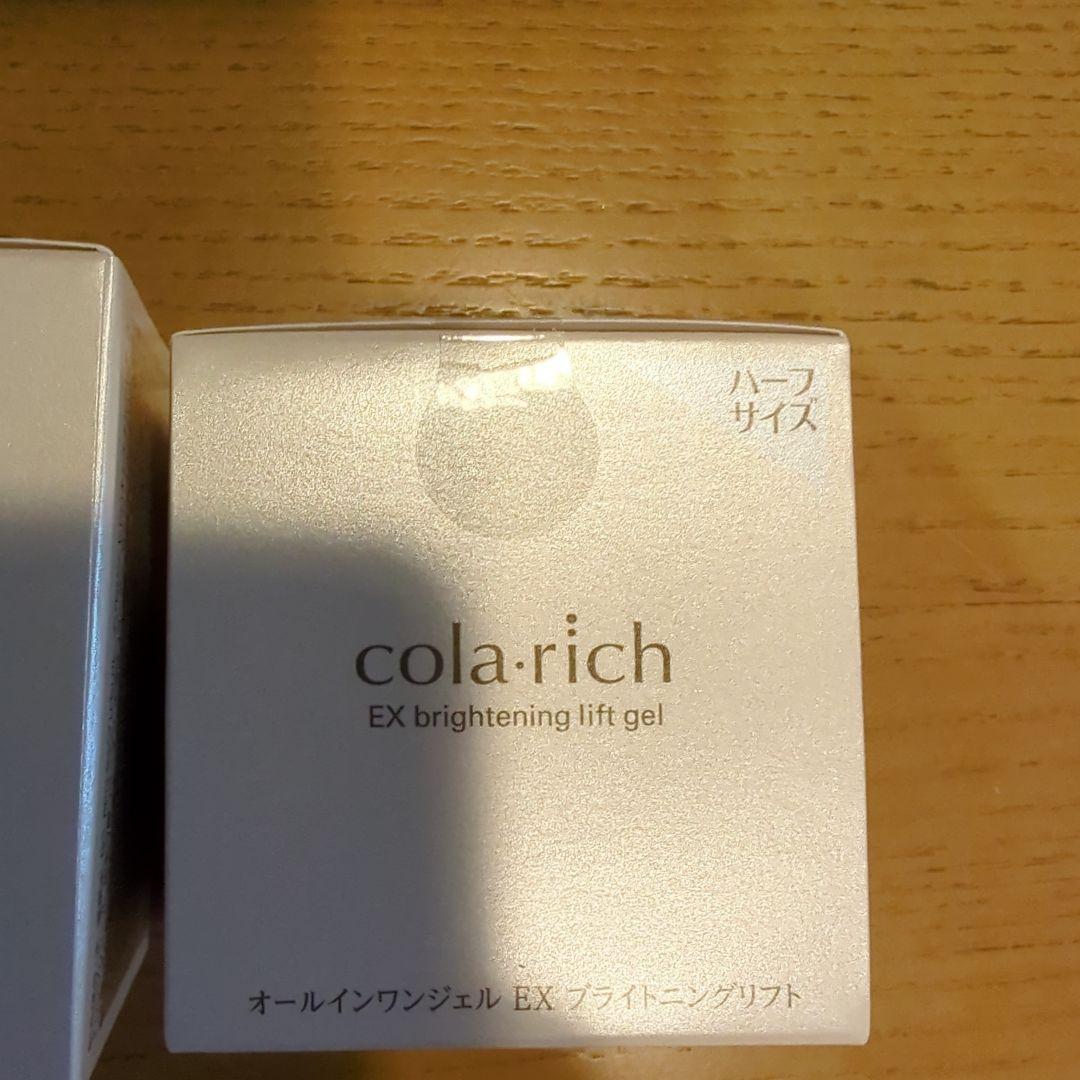 ハーフ
サイズ
cola・rich
EX brightening lift gel
オールインワンジェル EX ブライトニングリフト